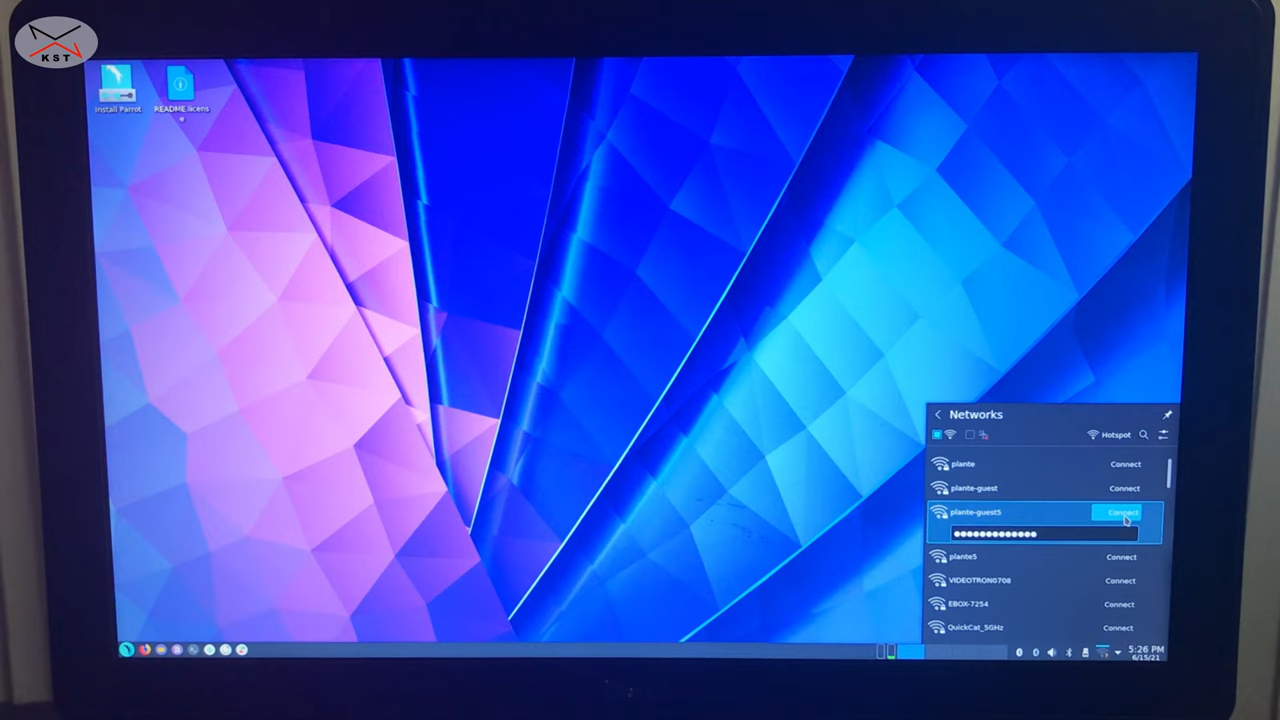 KST
Install Parrot
README.licens
e
Networks
Hotspot
plante Connect
plante-guest Connect
plante-guest5 Connect
plante5 Connect
VIDEOTRON0708 Connect
EBOX-7254 Connect
QuickCat_5GHz Connect
5:26 PM
6/15/21